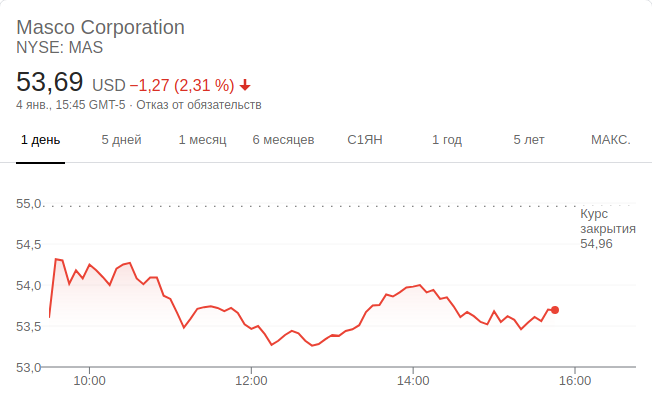 Masco Corporation
NYSE: MAS
53,69 USD −1,27 (2,31 %)
4 янв., 15:45 GMT-5 · Отказ от обязательств
1 день 5 дней 1 месяц 6 месяцев С1ЯН 1 год 5 лет МАКС.
55,0
Курс
закрытия
54,96
54,5
54,0
53,5
53,0
10:00 12:00 14:00 16:00